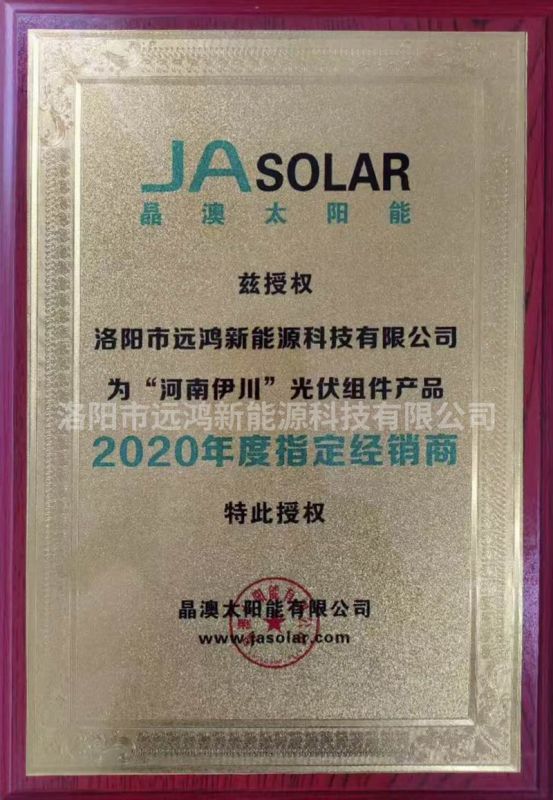 JA SOLAR
晶澳太阳能
兹授权
洛阳市远鸿新能源科技有限公司
为“河南伊川”光伏组件产品
洛阳市远鸿新能源科技有限公司
2020年度指定经销商
特此授权
晶澳太阳能有限公司
www.jasolar.com